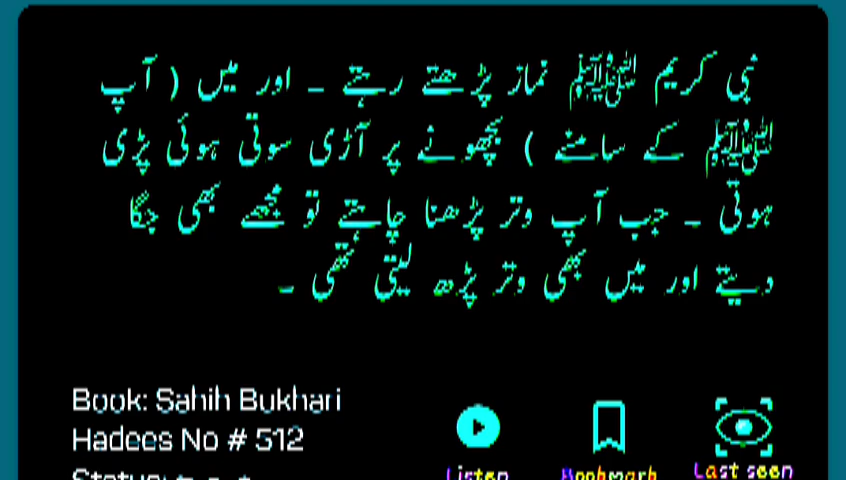 نبی کریم ﷺ نماز پڑھتے رہتے ۔ اور میں ( آپ
ﷺ کے سامنے ) بچھونے پر آڑی سوتی ہوئی پڑی
ہوتی ۔ جب آپ وتر پڑھنا چاہتے تو مجھے بھی جگا
دیتے اور میں بھی وتر پڑھ لیتی تھی ۔
Book: Sahih Bukhari
Hadees No # 512
Listen Bookmark Last seen